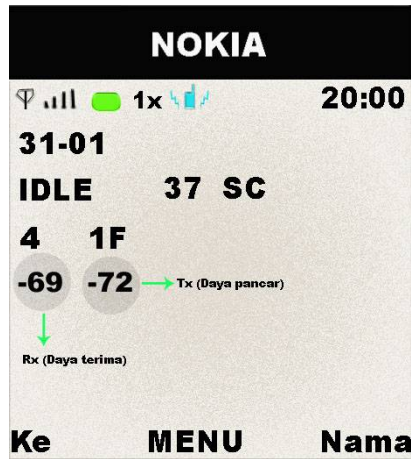 NOKIA
1x 20:00
31-01
IDLE 37 SC
4 1F
-69 -72 Tx (Daya pancar)
Rx (Daya terima)
Ke MENU Nama